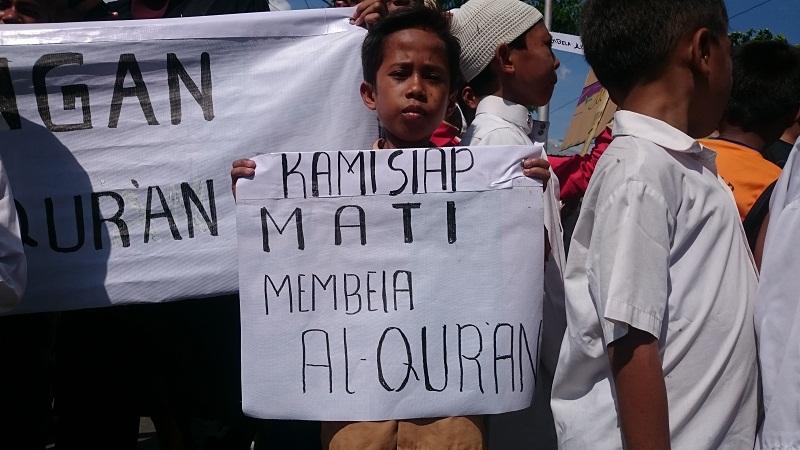 NGAN
QUR'AN
KAMI SIAP
MATI
MEMBElA
Al-QUR'AN